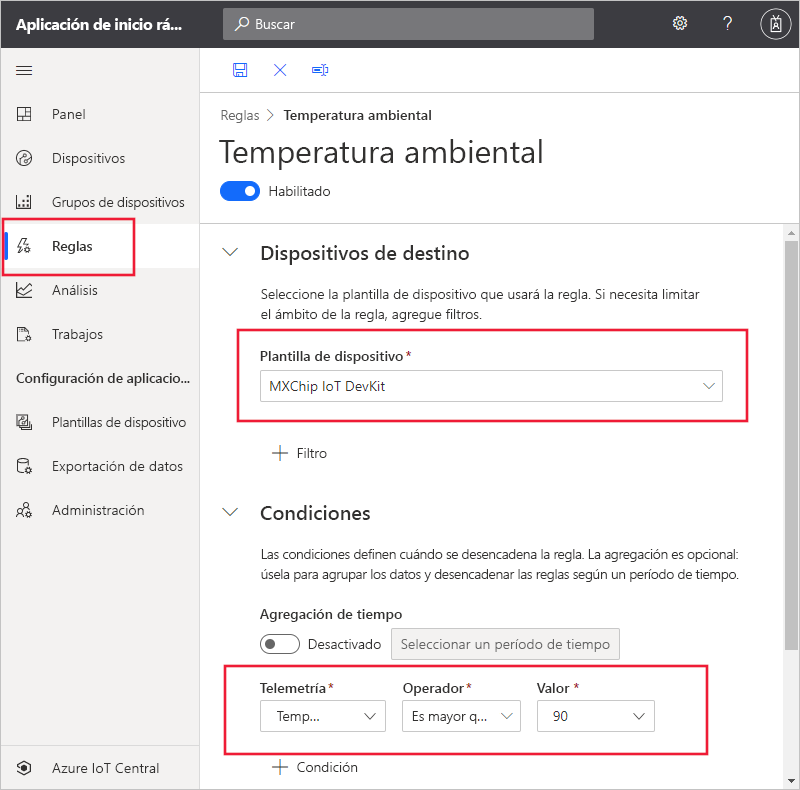 Aplicación de inicio rá...
Buscar
?
Panel
Dispositivos
Grupos de dispositivos
Reglas
Análisis
Trabajos
Configuración de aplicacio...
Plantillas de dispositivo
Exportación de datos
Administración
Azure IoT Central
Reglas > Temperatura ambiental
Temperatura ambiental
Habilitado
Dispositivos de destino
Seleccione la plantilla de dispositivo que usará la regla. Si necesita limitar
el ámbito de la regla, agregue filtros.
Plantilla de dispositivo*
MXChip IoT DevKit
+ Filtro
Condiciones
Las condiciones definen cuándo se desencadena la regla. La agregación es opcional:
úsela para agrupar los datos y desencadenar las reglas según un período de tiempo.
Agregación de tiempo
Desactivado Seleccionar un período de tiempo
Telemetría* Operador* Valor *
Temp... Es mayor q... 90
+ Condición